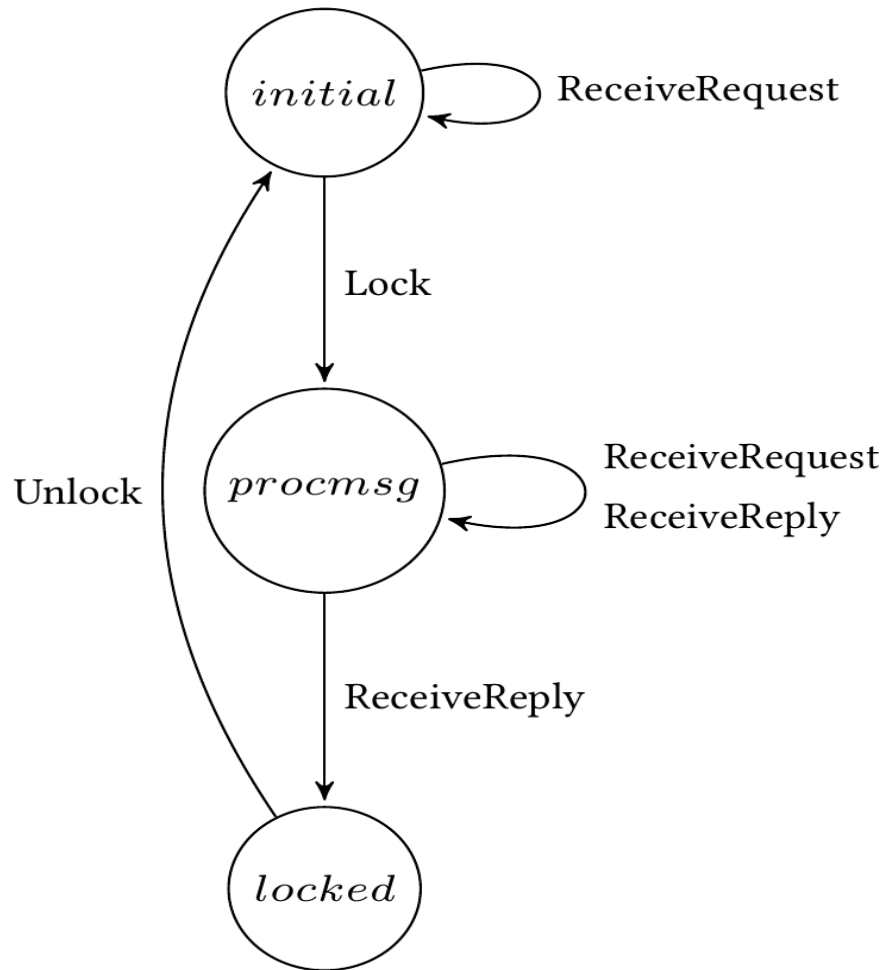 initial
ReceiveRequest
Lock
procmsg
ReceiveRequest
ReceiveReply
Unlock
ReceiveReply
locked